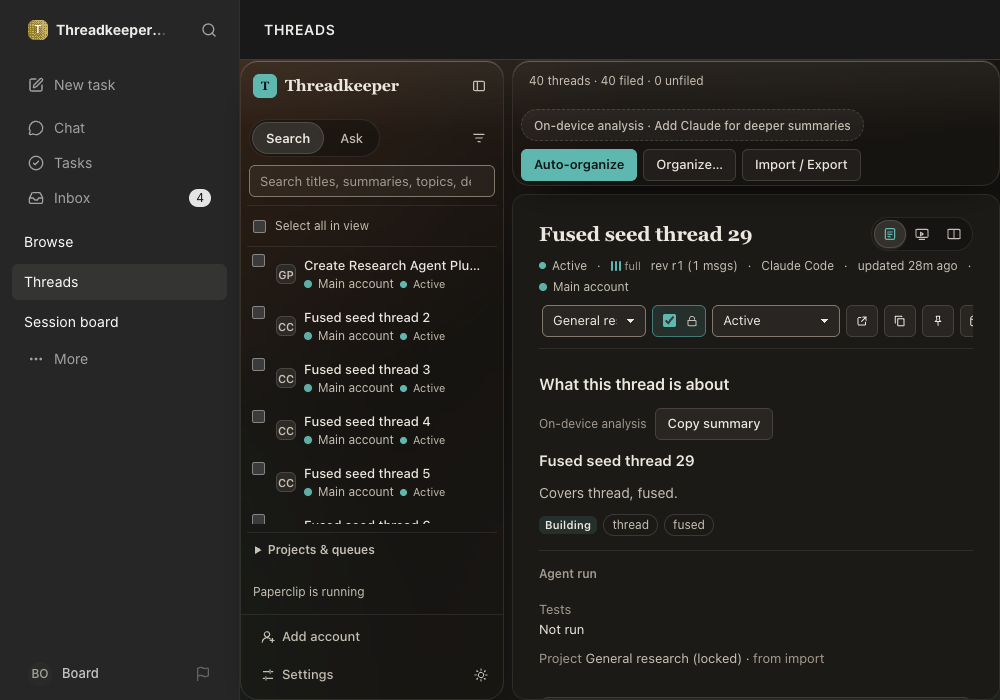 T Threadkeeper...
New task
Chat
Tasks
Inbox 4
Browse
Threads
Session board
More
BO Board
THREADS
T Threadkeeper
Search Ask
Search titles, summaries, topics, de
Select all in view
GP Create Research Agent Plu...
Main account Active
CC Fused seed thread 2
Main account Active
CC Fused seed thread 3
Main account Active
CC Fused seed thread 4
Main account Active
CC Fused seed thread 5
Main account Active
Fused seed thread 6
Projects & queues
Paperclip is running
Add account
Settings
40 threads · 40 filed · 0 unfiled
On-device analysis · Add Claude for deeper summaries
Auto-organize Organize... Import / Export
Fused seed thread 29
Active · full rev r1 (1 msgs) · Claude Code · updated 28m ago ·
Main account
General re Active
What this thread is about
On-device analysis Copy summary
Fused seed thread 29
Covers thread, fused.
Building thread fused
Agent run
Tests
Not run
Project General research (locked) · from import